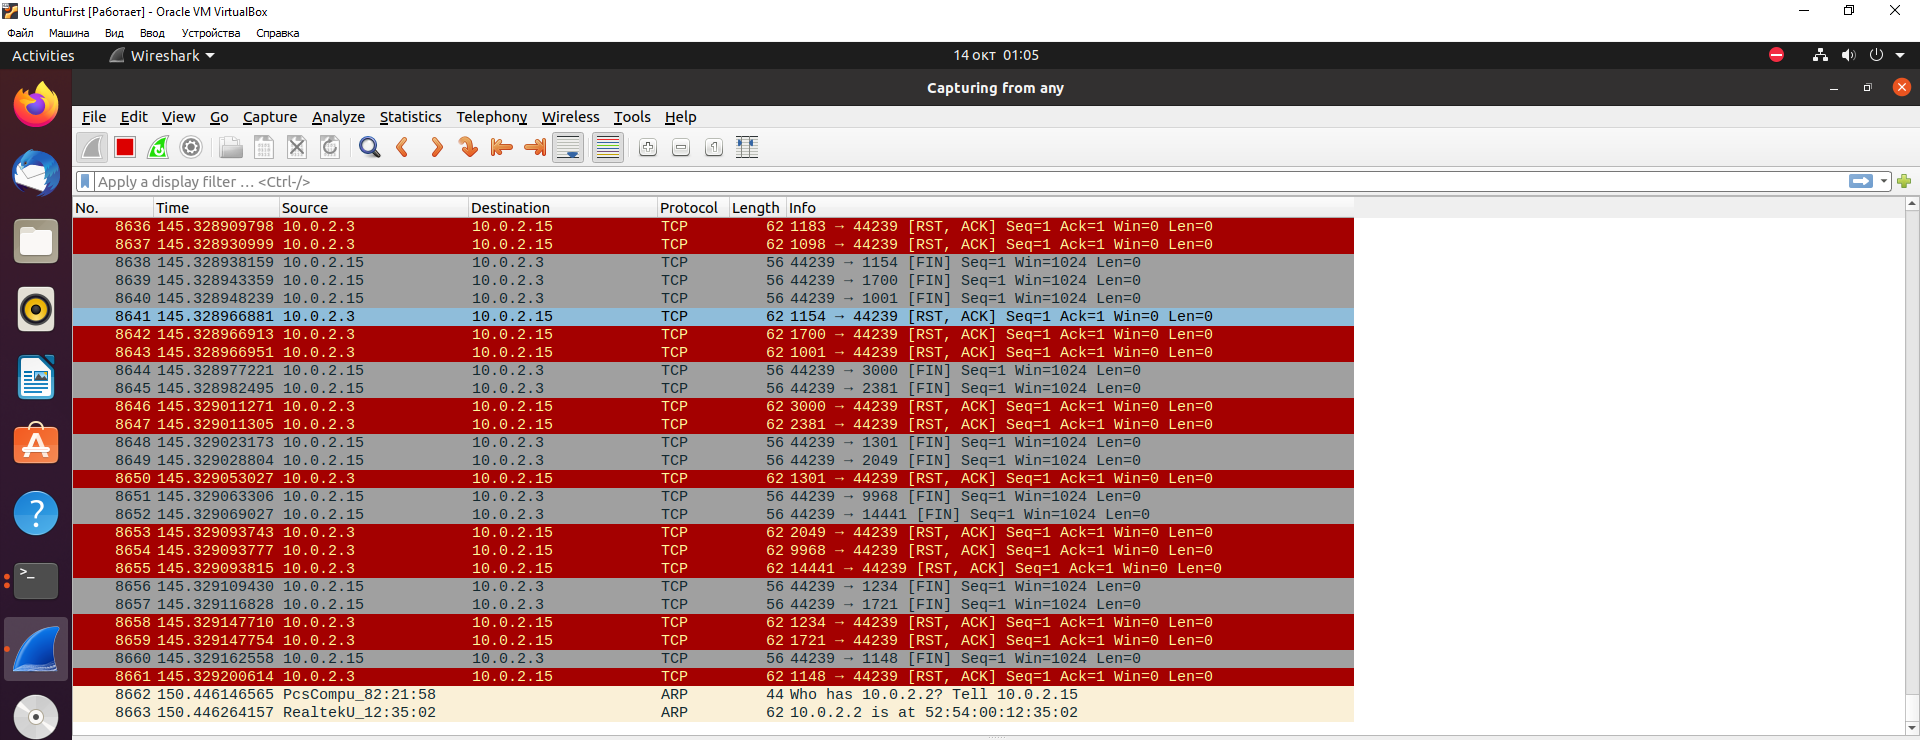 UbuntuFirst [Работает] - Oracle VM VirtualBox
Файл Машина Вид Ввод Устройства Справка
Activities Wireshark 14 окт 01:05
Capturing from any
File Edit View Go Capture Analyze Statistics Telephony Wireless Tools Help
Apply a display filter … <Ctrl-/>
No. Time Source Destination Protocol Length Info
8636 145.328909798 10.0.2.3 10.0.2.15 TCP 62 1183 → 44239 [RST, ACK] Seq=1 Ack=1 Win=0 Len=0
8637 145.328930999 10.0.2.3 10.0.2.15 TCP 62 1098 → 44239 [RST, ACK] Seq=1 Ack=1 Win=0 Len=0
8638 145.328938159 10.0.2.15 10.0.2.3 TCP 56 44239 → 1154 [FIN] Seq=1 Win=1024 Len=0
8639 145.328943359 10.0.2.15 10.0.2.3 TCP 56 44239 → 1700 [FIN] Seq=1 Win=1024 Len=0
8640 145.328948239 10.0.2.15 10.0.2.3 TCP 56 44239 → 1001 [FIN] Seq=1 Win=1024 Len=0
8641 145.328966881 10.0.2.3 10.0.2.15 TCP 62 1154 → 44239 [RST, ACK] Seq=1 Ack=1 Win=0 Len=0
8642 145.328966913 10.0.2.3 10.0.2.15 TCP 62 1700 → 44239 [RST, ACK] Seq=1 Ack=1 Win=0 Len=0
8643 145.328966951 10.0.2.3 10.0.2.15 TCP 62 1001 → 44239 [RST, ACK] Seq=1 Ack=1 Win=0 Len=0
8644 145.328977221 10.0.2.15 10.0.2.3 TCP 56 44239 → 3000 [FIN] Seq=1 Win=1024 Len=0
8645 145.328982495 10.0.2.15 10.0.2.3 TCP 56 44239 → 2381 [FIN] Seq=1 Win=1024 Len=0
8646 145.329011271 10.0.2.3 10.0.2.15 TCP 62 3000 → 44239 [RST, ACK] Seq=1 Ack=1 Win=0 Len=0
8647 145.329011305 10.0.2.3 10.0.2.15 TCP 62 2381 → 44239 [RST, ACK] Seq=1 Ack=1 Win=0 Len=0
8648 145.329023173 10.0.2.15 10.0.2.3 TCP 56 44239 → 1301 [FIN] Seq=1 Win=1024 Len=0
8649 145.329028804 10.0.2.15 10.0.2.3 TCP 56 44239 → 2049 [FIN] Seq=1 Win=1024 Len=0
8650 145.329053027 10.0.2.3 10.0.2.15 TCP 62 1301 → 44239 [RST, ACK] Seq=1 Ack=1 Win=0 Len=0
8651 145.329063306 10.0.2.15 10.0.2.3 TCP 56 44239 → 9968 [FIN] Seq=1 Win=1024 Len=0
8652 145.329069027 10.0.2.15 10.0.2.3 TCP 56 44239 → 14441 [FIN] Seq=1 Win=1024 Len=0
8653 145.329093743 10.0.2.3 10.0.2.15 TCP 62 2049 → 44239 [RST, ACK] Seq=1 Ack=1 Win=0 Len=0
8654 145.329093777 10.0.2.3 10.0.2.15 TCP 62 9968 → 44239 [RST, ACK] Seq=1 Ack=1 Win=0 Len=0
8655 145.329093815 10.0.2.3 10.0.2.15 TCP 62 14441 → 44239 [RST, ACK] Seq=1 Ack=1 Win=0 Len=0
8656 145.329109430 10.0.2.15 10.0.2.3 TCP 56 44239 → 1234 [FIN] Seq=1 Win=1024 Len=0
8657 145.329116828 10.0.2.15 10.0.2.3 TCP 56 44239 → 1721 [FIN] Seq=1 Win=1024 Len=0
8658 145.329147710 10.0.2.3 10.0.2.15 TCP 62 1234 → 44239 [RST, ACK] Seq=1 Ack=1 Win=0 Len=0
8659 145.329147754 10.0.2.3 10.0.2.15 TCP 62 1721 → 44239 [RST, ACK] Seq=1 Ack=1 Win=0 Len=0
8660 145.329162558 10.0.2.15 10.0.2.3 TCP 56 44239 → 1148 [FIN] Seq=1 Win=1024 Len=0
8661 145.329200614 10.0.2.3 10.0.2.15 TCP 62 1148 → 44239 [RST, ACK] Seq=1 Ack=1 Win=0 Len=0
8662 150.446146565 PcsCompu_82:21:58 ARP 44 Who has 10.0.2.2? Tell 10.0.2.15
8663 150.446264157 RealtekU_12:35:02 ARP 62 10.0.2.2 is at 52:54:00:12:35:02